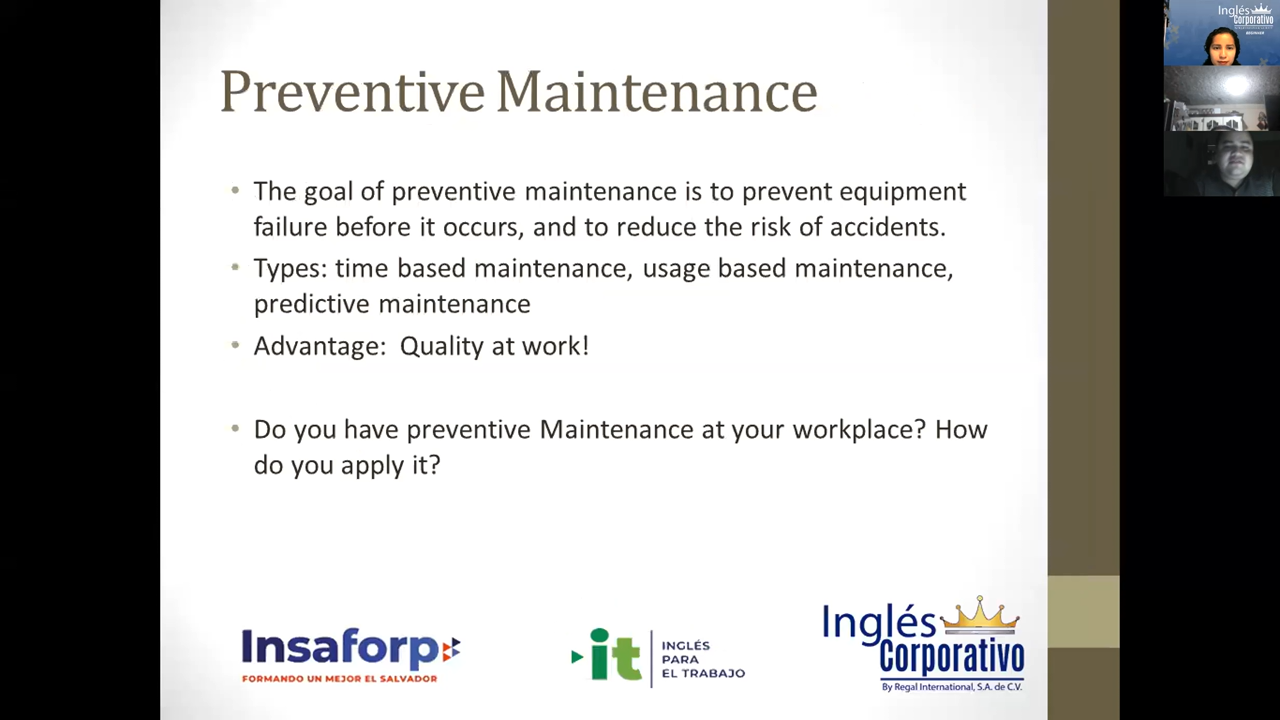 Preventive Maintenance
• The goal of preventive maintenance is to prevent equipment
failure before it occurs, and to reduce the risk of accidents.
• Types: time based maintenance, usage based maintenance,
predictive maintenance
• Advantage:  Quality at work!
• Do you have preventive Maintenance at your workplace? How
do you apply it?
Insaforp
FORMANDO UN MEJOR EL SALVADOR
it
INGLÉS
PARA
EL TRABAJO
Inglés
Corporativo
By Regal International, S.A. de C.V.
Inglés
Corporativo
BEGINNER